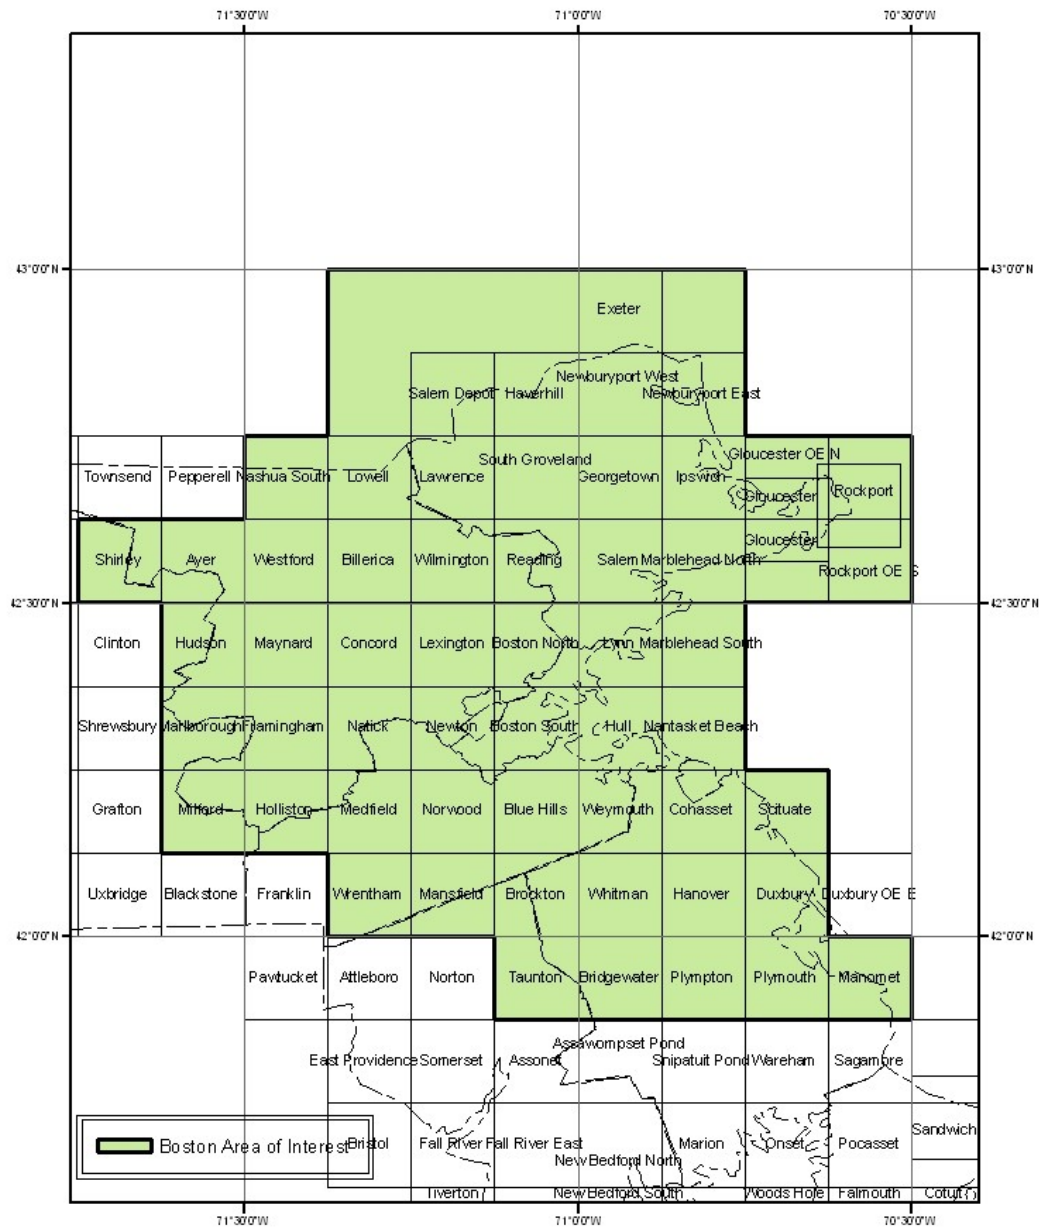 71°30'0"W 71°0'0"W 70°30'0"W
43°0'0"N 43°0'0"N
Exeter
Newburyport West
Salem Depot Haverhill Newburyport East
Gloucester OE N
South Groveland
Townsend Pepperell Nashua South Lowell Lawrence Georgetown Ipswich
Gloucester Rockport
Gloucester
Shirley Ayer Westford Billerica Wilmington Reading Salem Marblehead North
Rockport OE S
42°30'0"N 42°30'0"N
Clinton Hudson Maynard Concord Lexington Boston North Lynn Marblehead South
Shrewsbury Marlborough Framingham Natick Newton Boston South Hull Nantasket Beach
Grafton Milford Holliston Medfield Norwood Blue Hills Weymouth Cohasset Scituate
Uxbridge Blackstone Franklin Wrentham Mansfield Brockton Whitman Hanover Duxbury Duxbury OE E
42°0'0"N 42°0'0"N
Pawtucket Attleboro Norton Taunton Bridgewater Plympton Plymouth Manomet
Assawompset Pond
East Providence Somerset Assonet Snipatuit Pond Wareham Sagamore
Sandwich
Boston Area of Interest Bristol Fall River Fall River East Marion Onset Pocasset
New Bedford North
Tiverton New Bedford South Woods Hole Falmouth Cotuit
71°30'0"W 71°0'0"W 70°30'0"W